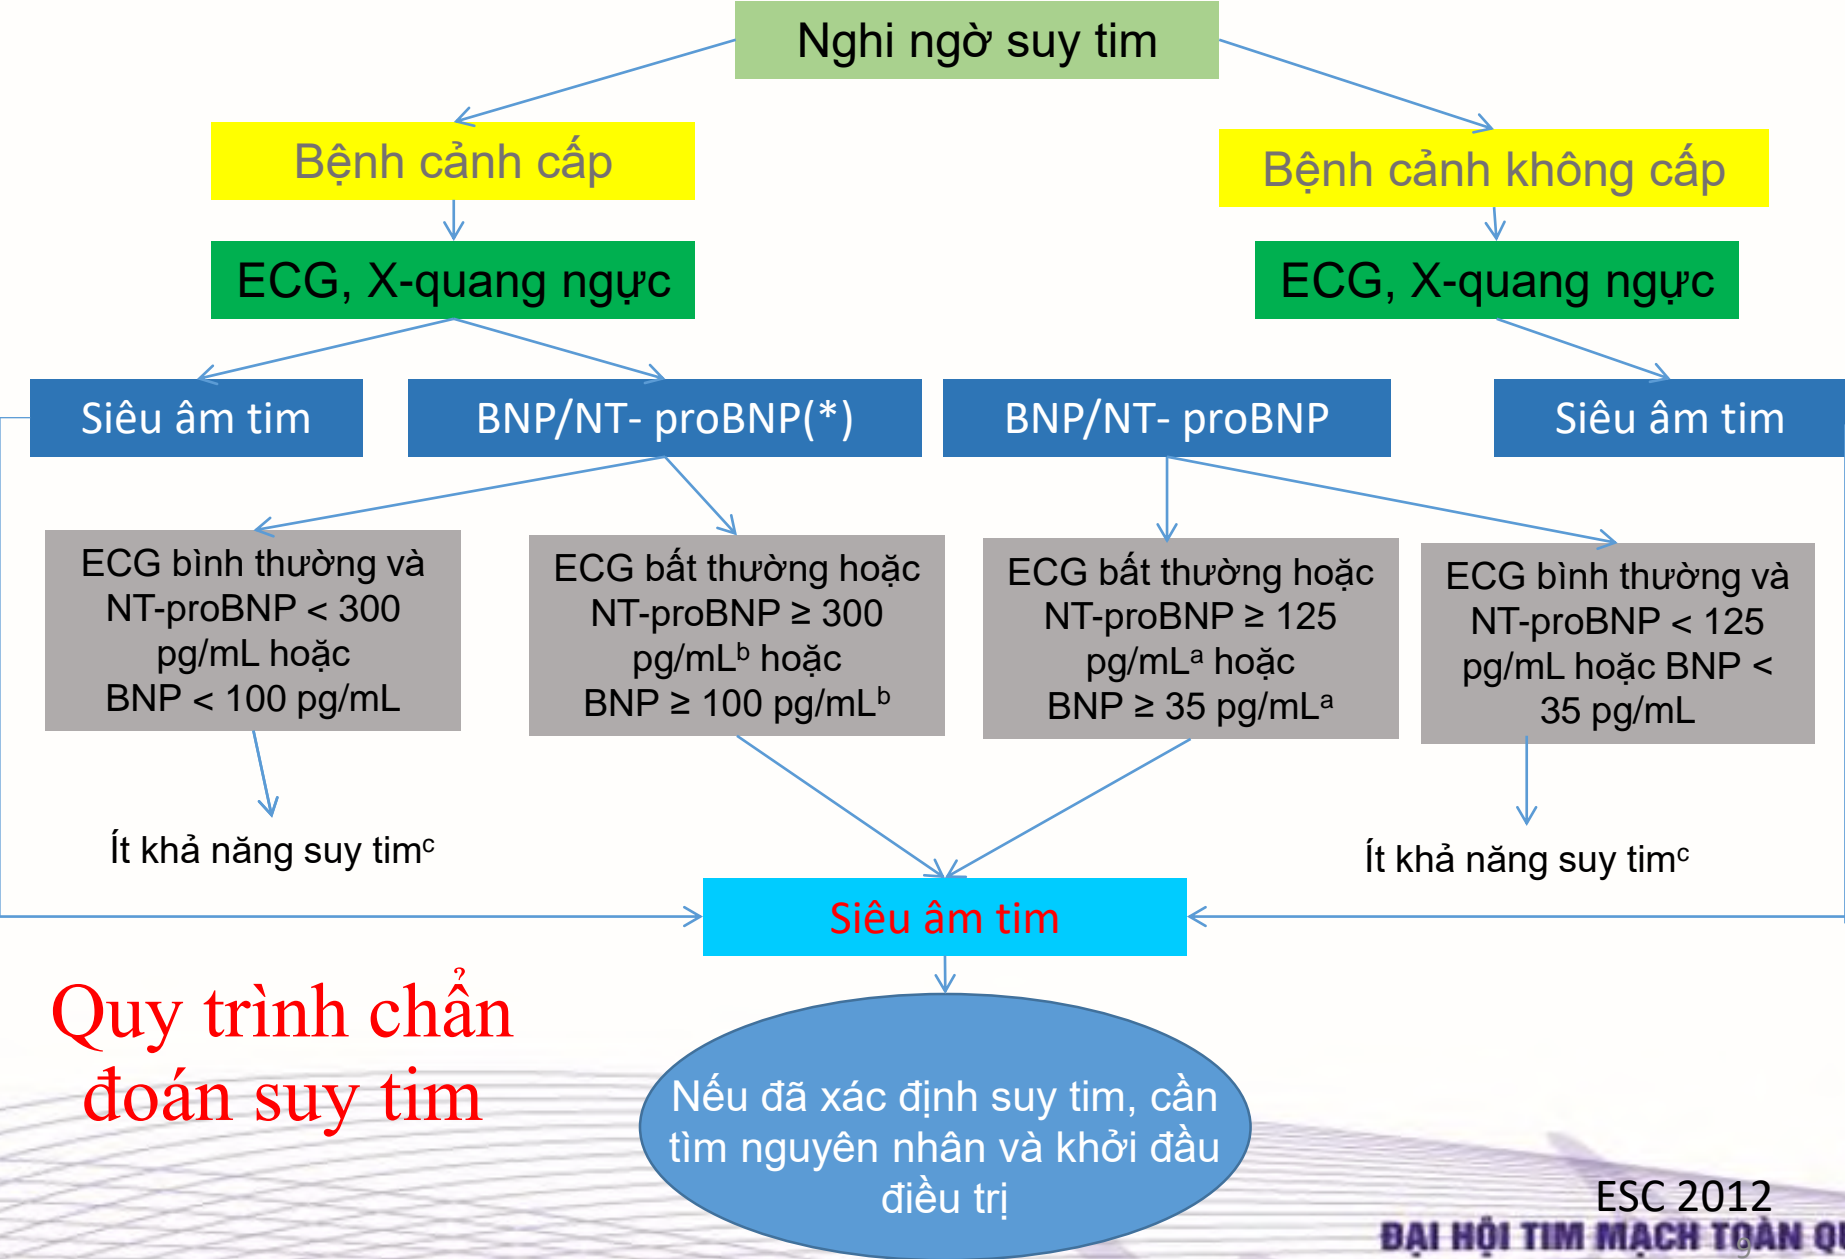 Nghi ngờ suy tim
Bệnh cảnh cấp
Bệnh cảnh không cấp
ECG, X-quang ngực
ECG, X-quang ngực
Siêu âm tim
BNP/NT- proBNP(*)
BNP/NT- proBNP
Siêu âm tim
ECG bình thường và
NT-proBNP < 300
pg/mL hoặc
BNP < 100 pg/mL
ECG bất thường hoặc
NT-proBNP ≥ 300
pg/mLᵇ hoặc
BNP ≥ 100 pg/mLᵇ
ECG bất thường hoặc
NT-proBNP ≥ 125
pg/mLᵃ hoặc
BNP ≥ 35 pg/mLᵃ
ECG bình thường và
NT-proBNP < 125
pg/mL hoặc BNP <
35 pg/mL
Ít khả năng suy timᶜ
Ít khả năng suy timᶜ
Siêu âm tim
Quy trình chẩn
đoán suy tim
Nếu đã xác định suy tim, cần
tìm nguyên nhân và khởi đầu
điều trị
ESC 2012
ĐẠI HỘI TIM MẠCH TOÀN
9